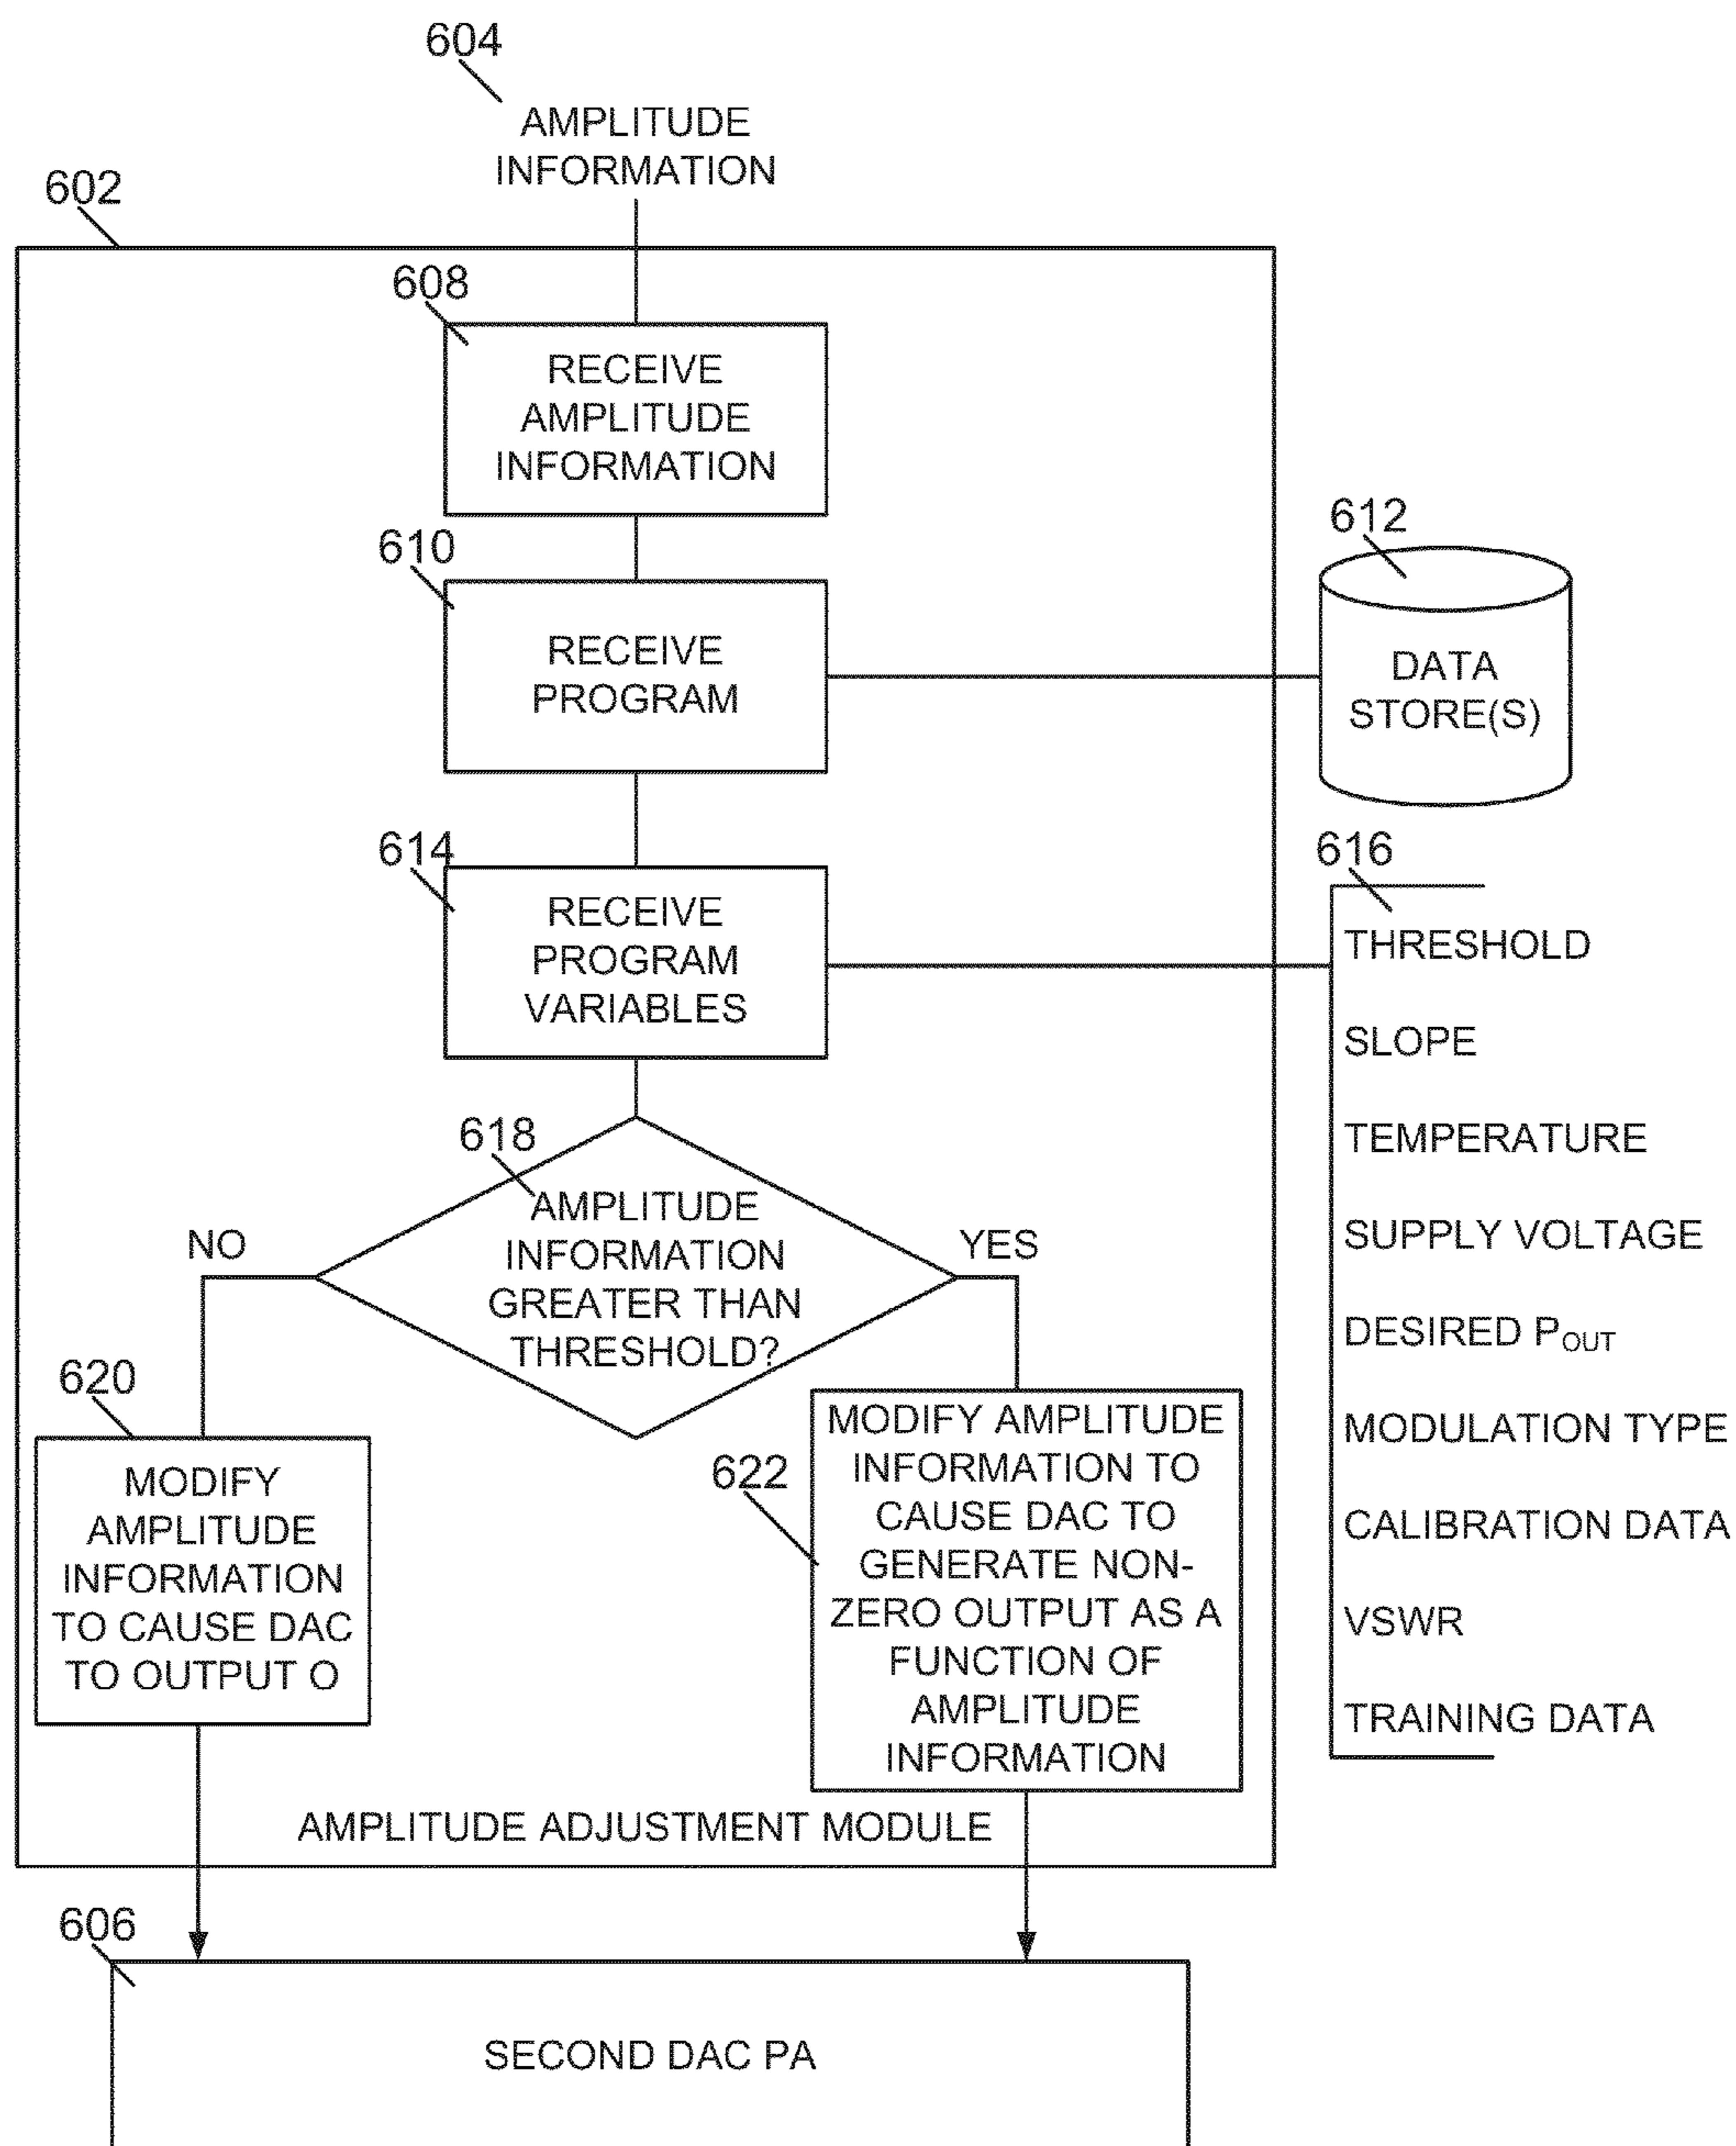 604
AMPLITUDE
INFORMATION
602
608
RECEIVE
AMPLITUDE
INFORMATION
610
RECEIVE
PROGRAM
612
DATA
STORE(S)
614
RECEIVE
PROGRAM
VARIABLES
616
THRESHOLD
SLOPE
TEMPERATURE
SUPPLY VOLTAGE
DESIRED POUT
MODULATION TYPE
CALIBRATION DATA
VSWR
TRAINING DATA
618
AMPLITUDE
INFORMATION
GREATER THAN
THRESHOLD?
NO
YES
620
MODIFY
AMPLITUDE
INFORMATION
TO CAUSE DAC
TO OUTPUT O
622
MODIFY AMPLITUDE
INFORMATION TO
CAUSE DAC TO
GENERATE NON-
ZERO OUTPUT AS A
FUNCTION OF
AMPLITUDE
INFORMATION
AMPLITUDE ADJUSTMENT MODULE
606
SECOND DAC PA